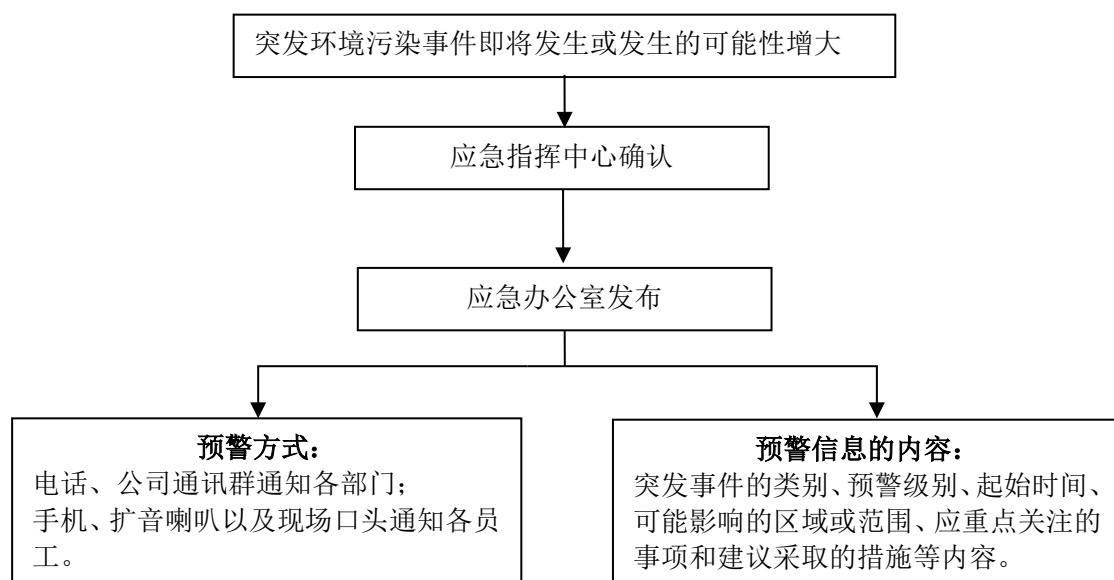 突发环境污染事件即将发生或发生的可能性增大
应急指挥中心确认
应急办公室发布
预警方式：
电话、公司通讯群通知各部门；
手机、扩音喇叭以及现场口头通知各员
工。
预警信息的内容：
突发事件的类别、预警级别、起始时间、
可能影响的区域或范围、应重点关注的
事项和建议采取的措施等内容。